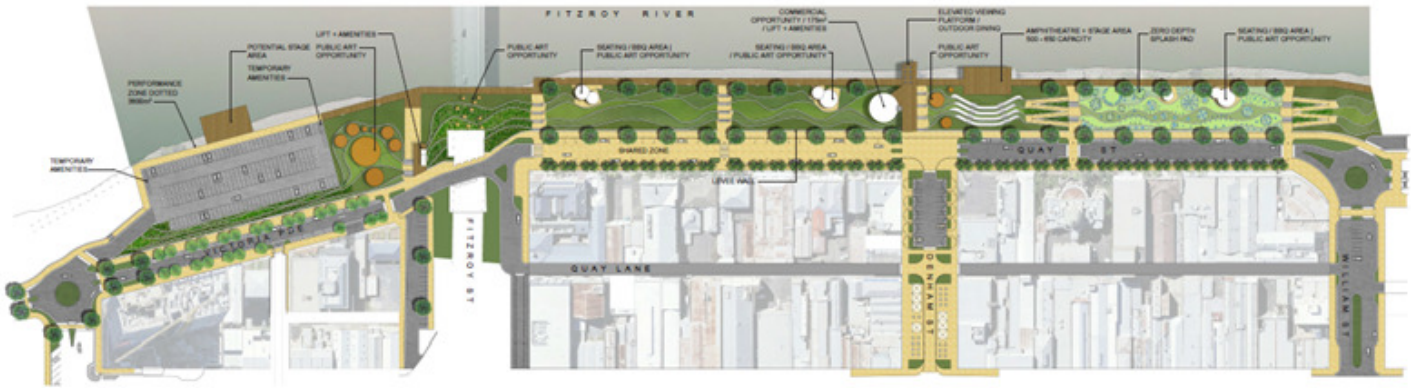 FITZROY RIVER
COMMERCIAL
OPPORTUNITY / 175m²
/ LIFT + AMENITIES
ELEVATED VIEWING
PLATFORM /
OUTDOOR DINING
LIFT + AMENITIES
POTENTIAL STAGE
AREA
PUBLIC ART
OPPORTUNITY
PUBLIC ART
OPPORTUNITY
SEATING / BBQ AREA |
PUBLIC ART OPPORTUNITY
SEATING / BBQ AREA
/ PUBLIC ART OPPORTUNITY
PUBLIC ART
OPPORTUNITY
AMPHITHEATRE + STAGE AREA
500 - 650 CAPACITY
ZERO DEPTH
SPLASH PAD
SEATING / BBQ AREA |
PUBLIC ART OPPORTUNITY
TEMPORARY
AMENITIES
PERFORMANCE
ZONE DOTTED
TEMPORARY
AMENITIES
SHARED ZONE
QUAY ST
LEVEE WALL
VICTORIA PDE
FITZROY ST
QUAY LANE
DENHAM ST
WILLIAM ST